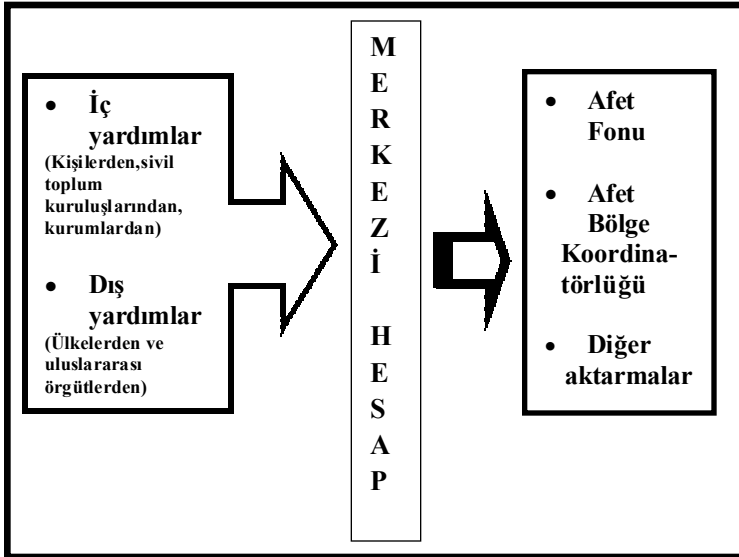 • İç
yardımlar
(Kişilerden,sivil
toplum
kuruluşlarından,
kurumlardan)
• Dış
yardımlar
(Ülkelerden ve
uluslararası
örgütlerden)
M
E
R
K
E
Z
İ
H
E
S
A
P
• Afet
Fonu
• Afet
Bölge
Koordina-
törlüğü
• Diğer
aktarmalar